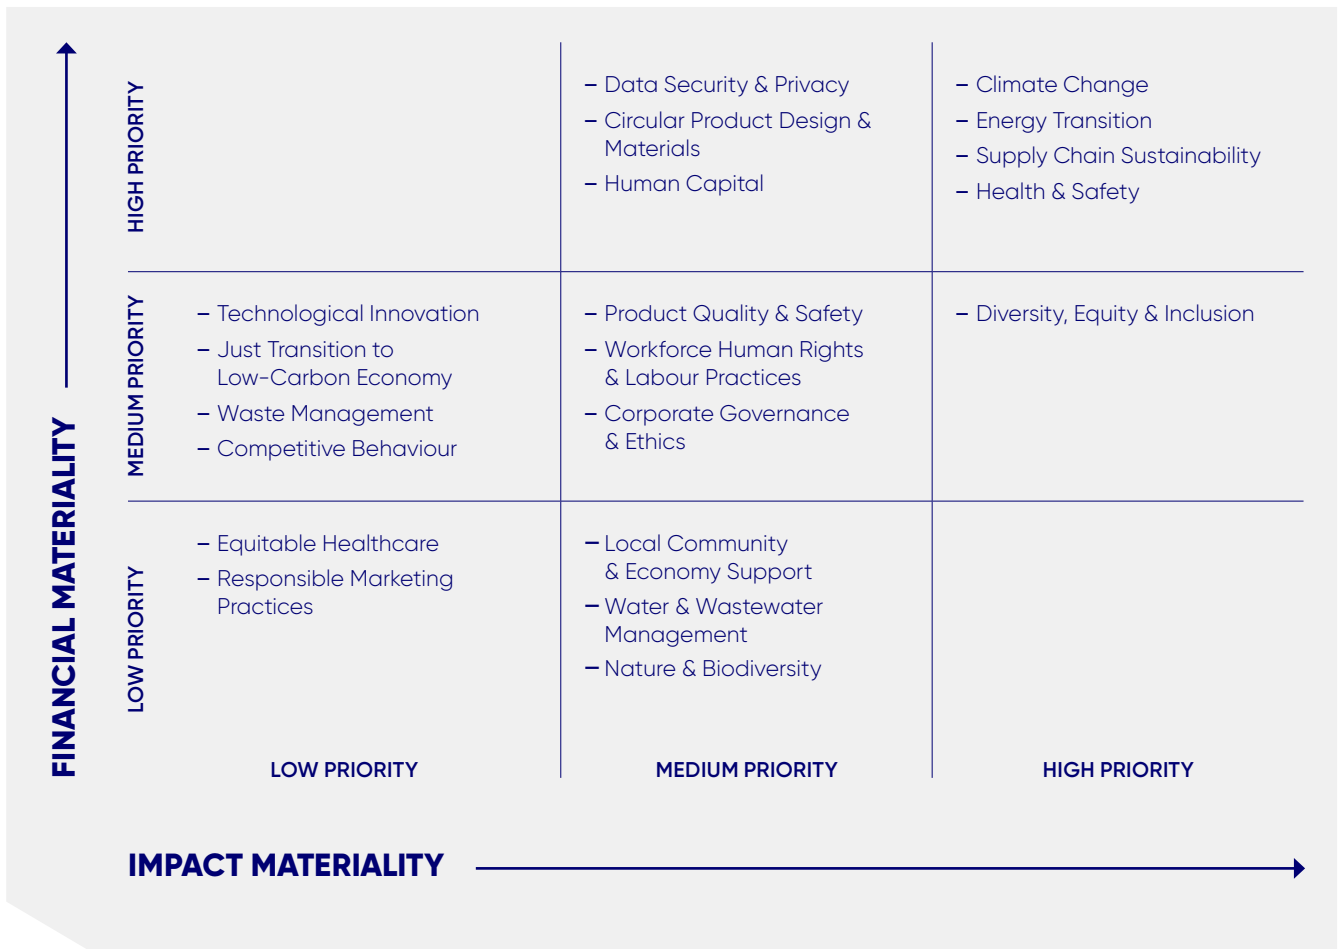 FINANCIAL MATERIALITY
HIGH PRIORITY
– Data Security & Privacy
– Circular Product Design &
Materials
– Human Capital
– Climate Change
– Energy Transition
– Supply Chain Sustainability
– Health & Safety
MEDIUM PRIORITY
– Technological Innovation
– Just Transition to
Low-Carbon Economy
– Waste Management
– Competitive Behaviour
– Product Quality & Safety
– Workforce Human Rights
& Labour Practices
– Corporate Governance
& Ethics
– Diversity, Equity & Inclusion
LOW PRIORITY
– Equitable Healthcare
– Responsible Marketing
Practices
– Local Community
& Economy Support
– Water & Wastewater
Management
– Nature & Biodiversity
LOW PRIORITY
MEDIUM PRIORITY
HIGH PRIORITY
IMPACT MATERIALITY